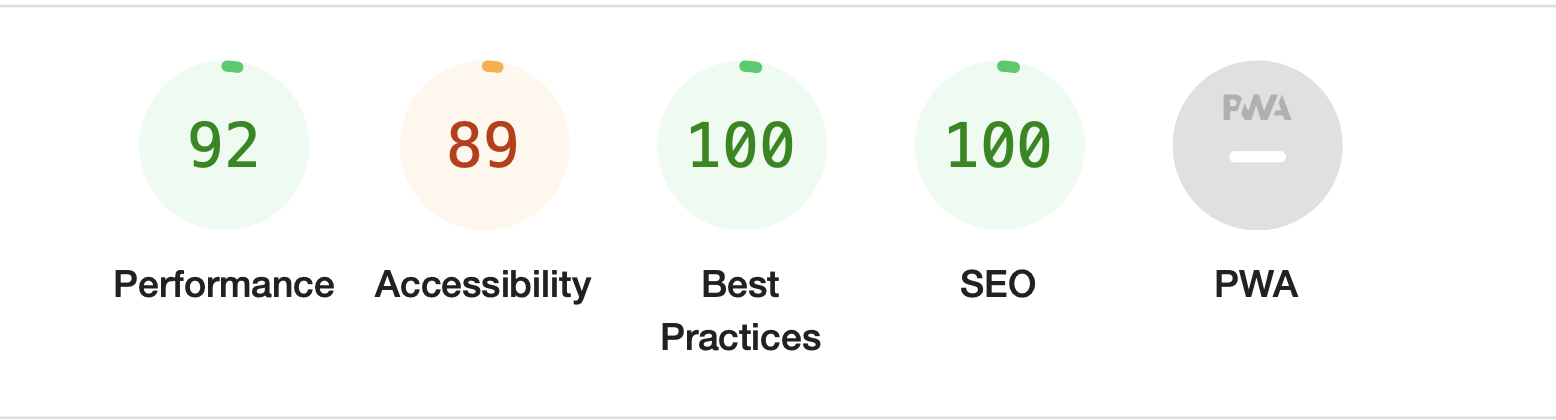 92
89
100
100
PWA
Performance
Accessibility
Best
Practices
SEO
PWA